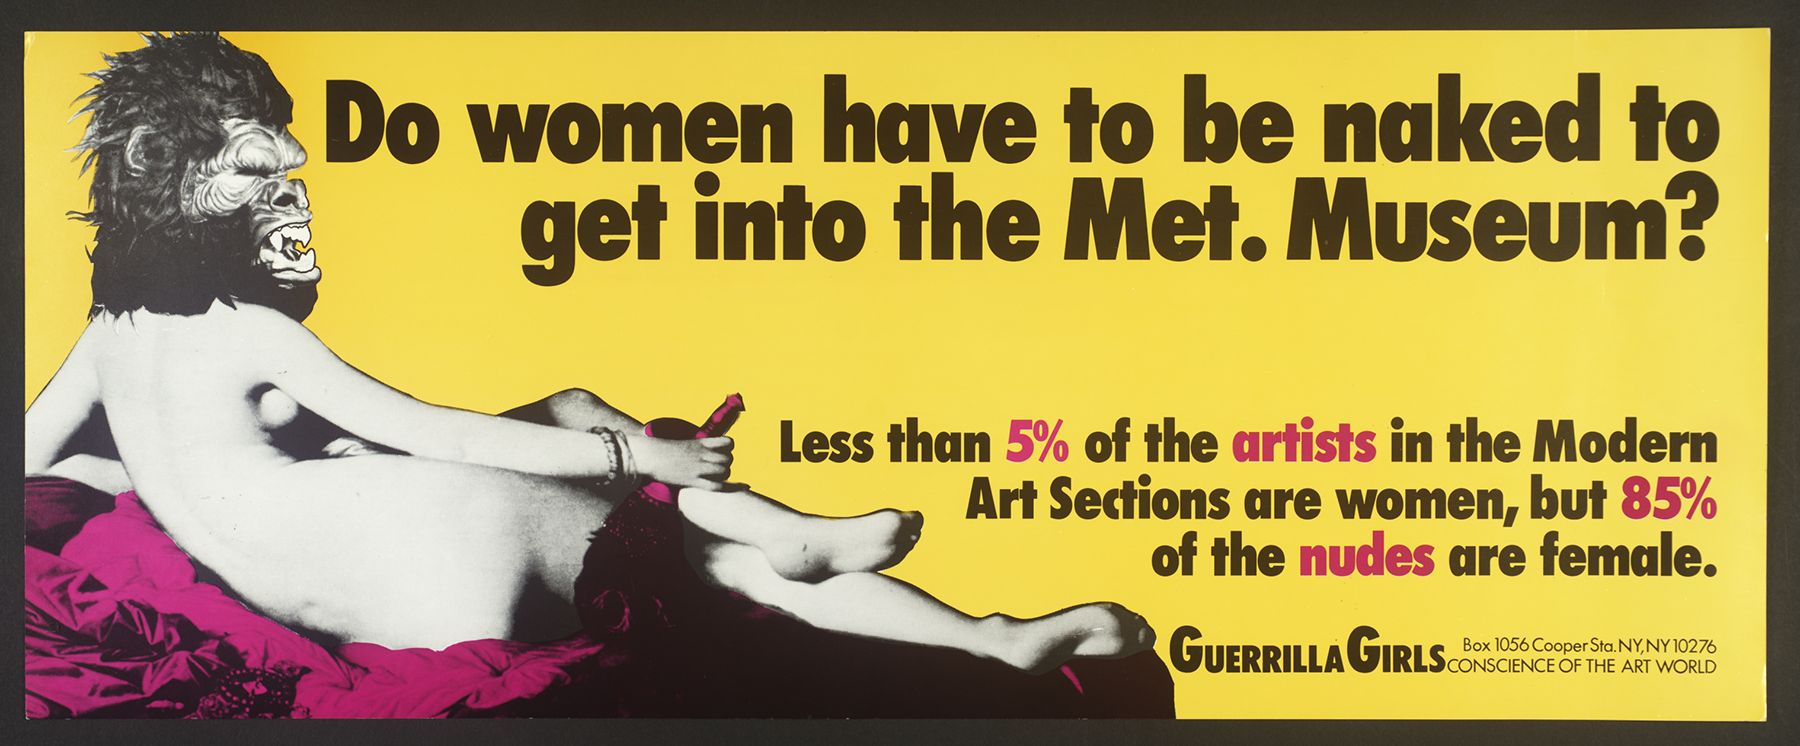 Do women have to be naked to
get into the Met. Museum?
Less than 5% of the artists in the Modern
Art Sections are women, but 85%
of the nudes are female.
GUERRILLA GIRLS Box 1056 Cooper Sta. NY, NY 10276
CONSCIENCE OF THE ART WORLD